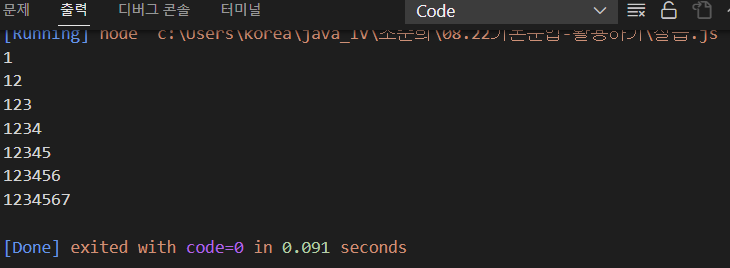 문제 출력 디버그 콘솔 터미널 Code
[Running] node c:\Users\korea\java_IV\조문희\08.22기본문법-활용하기\실습.js
1
12
123
1234
12345
123456
1234567
[Done] exited with code=0 in 0.091 seconds